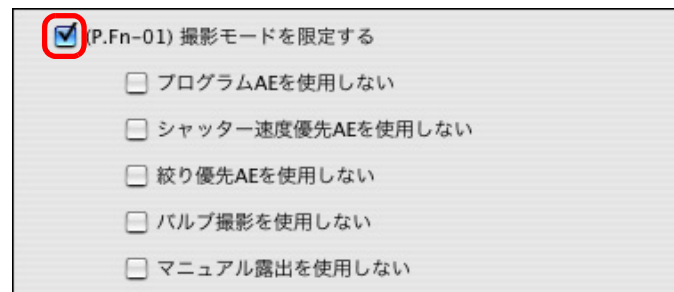 (P.Fn-01) 撮影モードを限定する
プログラムAEを使用しない
シャッター速度優先AEを使用しない
絞り優先AEを使用しない
バルブ撮影を使用しない
マニュアル露出を使用しない